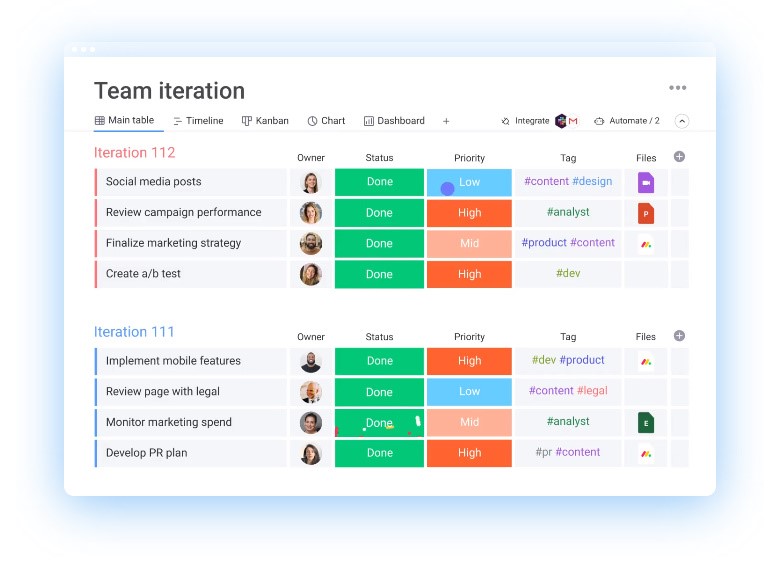 Team iteration
Main table Timeline Kanban Chart Dashboard + Integrate M Automate / 2
Iteration 112 Owner Status Priority Tag Files
Social media posts Done Low #content #design
Review campaign performance Done High #analyst P
Finalize marketing strategy Done Mid #product #content
Create a/b test Done High #dev
Iteration 111 Owner Status Priority Tag Files
Implement mobile features Done High #dev #product
Review page with legal Done Low #content #legal
Monitor marketing spend Done Mid #analyst E
Develop PR plan Done High #pr #content